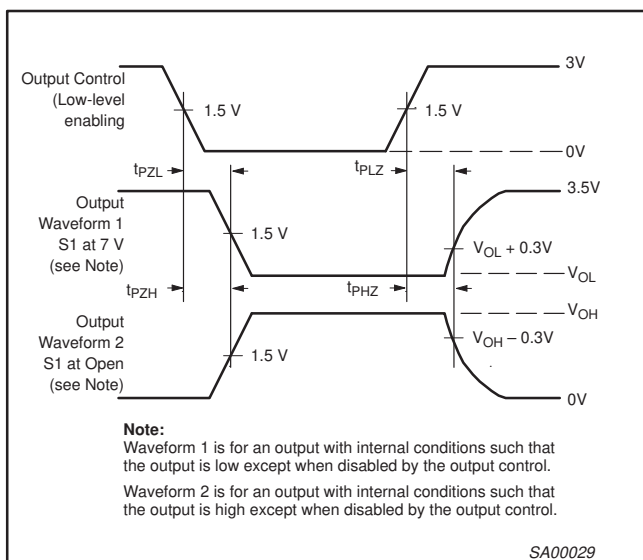 Output Control
(Low-level
enabling
1.5 V
1.5 V
3V
0V
tPZL
tPLZ
Output
Waveform 1
S1 at 7 V
(see Note)
1.5 V
3.5V
VOL + 0.3V
VOL
tPZH
tPHZ
VOH
Output
Waveform 2
S1 at Open
(see Note)
1.5 V
VOH – 0.3V
0V
Note:
Waveform 1 is for an output with internal conditions such that
the output is low except when disabled by the output control.
Waveform 2 is for an output with internal conditions such that
the output is high except when disabled by the output control.
SA00029